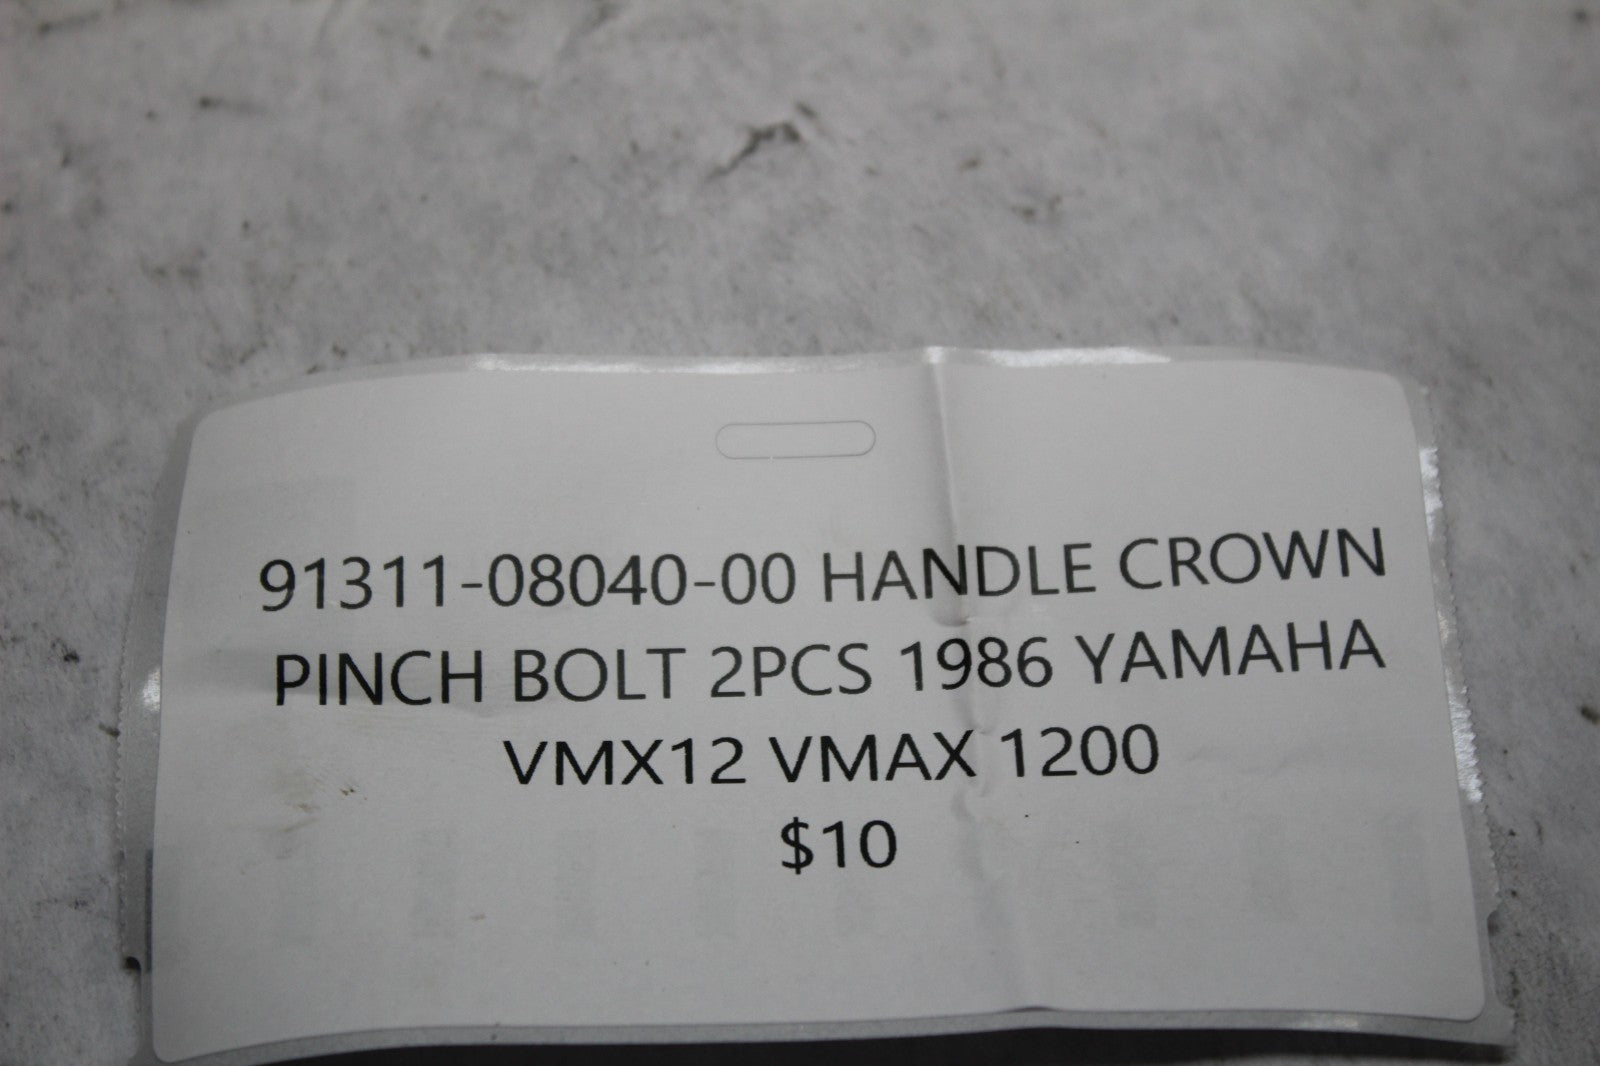 91311-08040-00 HANDLE CROWN
PINCH BOLT 2PCS 1986 YAMAHA
VMX12 VMAX 1200
$10